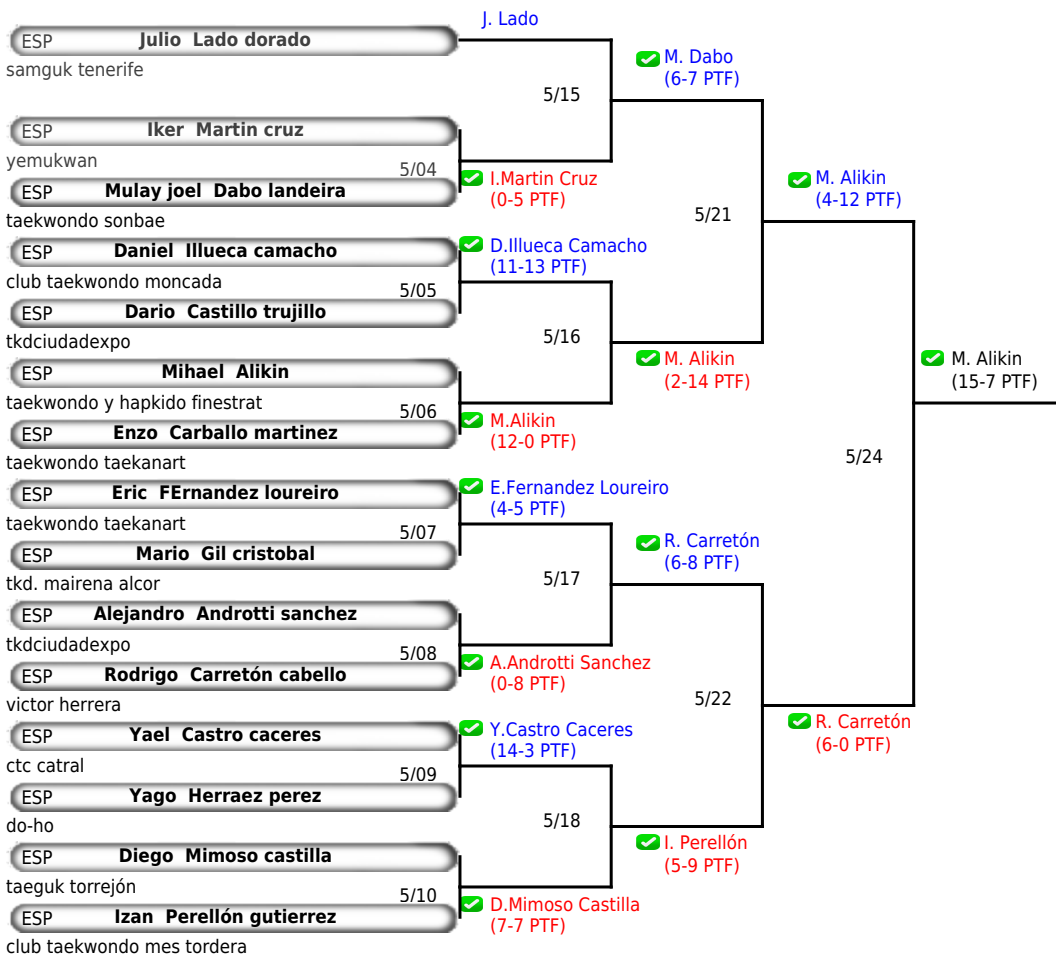 J. Lado
ESP Julio Lado dorado
samguk tenerife
M. Dabo
(6-7 PTF)
5/15
ESP Iker Martin cruz
yemukwan
5/04
I.Martin Cruz
(0-5 PTF)
M. Alikin
(4-12 PTF)
ESP Mulay joel Dabo landeira
taekwondo sonbae
5/21
ESP Daniel Illueca camacho
D.Illueca Camacho
(11-13 PTF)
club taekwondo moncada
5/05
ESP Dario Castillo trujillo
tkdciudadexpo
5/16
M. Alikin
(2-14 PTF)
M. Alikin
(15-7 PTF)
ESP Mihael Alikin
taekwondo y hapkido finestrat
5/06
M.Alikin
(12-0 PTF)
ESP Enzo Carballo martinez
taekwondo taekanart
5/24
ESP Eric FErnandez loureiro
E.Fernandez Loureiro
(4-5 PTF)
taekwondo taekanart
5/07
R. Carretón
(6-8 PTF)
ESP Mario Gil cristobal
tkd. mairena alcor
5/17
ESP Alejandro Androtti sanchez
tkdciudadexpo
5/08
A.Androtti Sanchez
(0-8 PTF)
ESP Rodrigo Carretón cabello
victor herrera
5/22
R. Carretón
(6-0 PTF)
ESP Yael Castro caceres
Y.Castro Caceres
(14-3 PTF)
ctc catral
5/09
ESP Yago Herraez perez
do-ho
5/18
I. Perellón
(5-9 PTF)
ESP Diego Mimoso castilla
taeguk torrejón
5/10
D.Mimoso Castilla
(7-7 PTF)
ESP Izan Perellón gutierrez
club taekwondo mes tordera